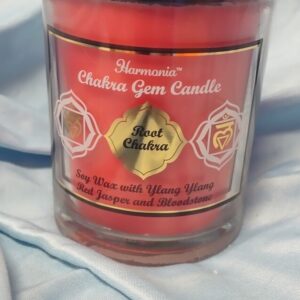 Harmonia™
Chakra Gem Candle
Root
Chakra
Soy Wax with Ylang Ylang
Red Jasper and Bloodstone